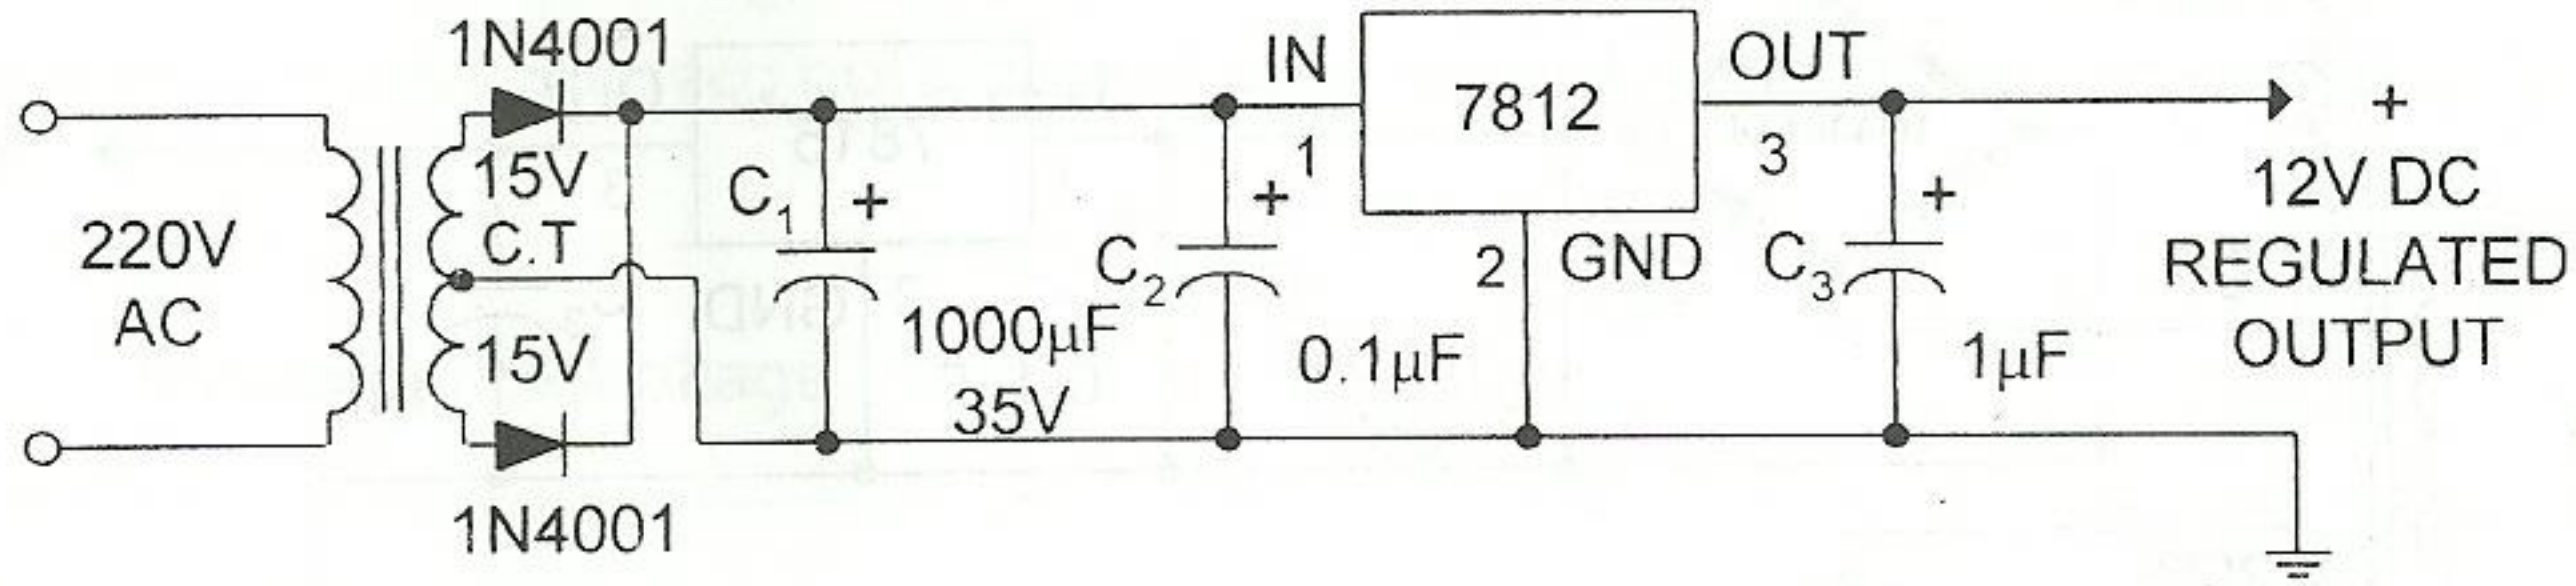 1N4001
IN
7812
OUT
1
3
+
15V
C.T
15V
220V
AC
C1
+
1000µF
35V
C2
+
0.1µF
2
GND
C3
+
1µF
12V DC
REGULATED
OUTPUT
1N4001